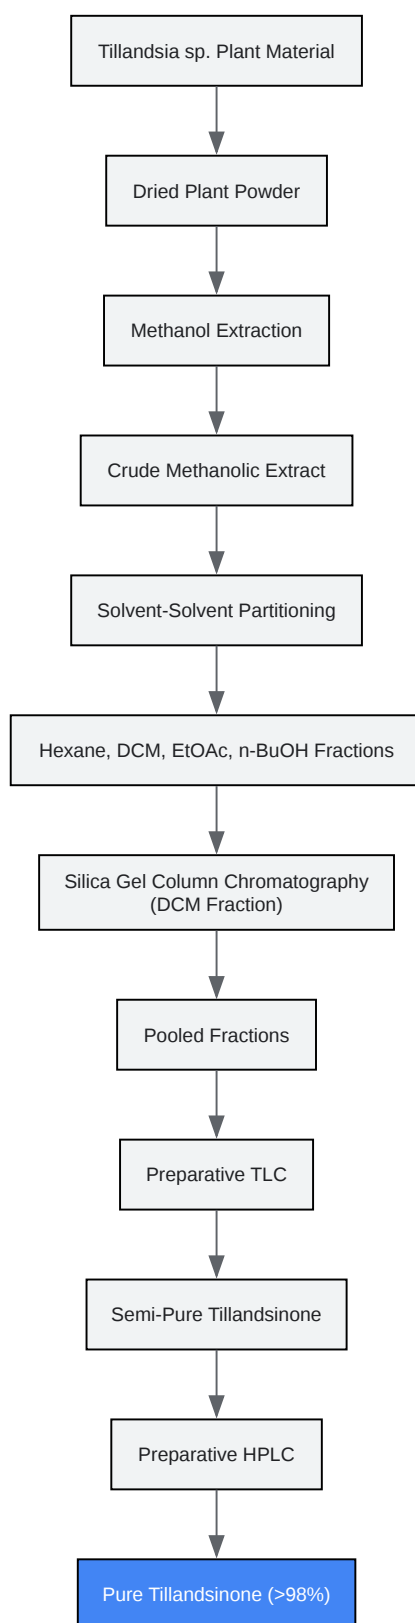 Tillandsia sp. Plant Material
Dried Plant Powder
Methanol Extraction
Crude Methanolic Extract
Solvent-Solvent Partitioning
Hexane, DCM, EtOAc, n-BuOH Fractions
Silica Gel Column Chromatography
(DCM Fraction)
Pooled Fractions
Preparative TLC
Semi-Pure Tillandsinone
Preparative HPLC
Pure Tillandsinone (>98%)